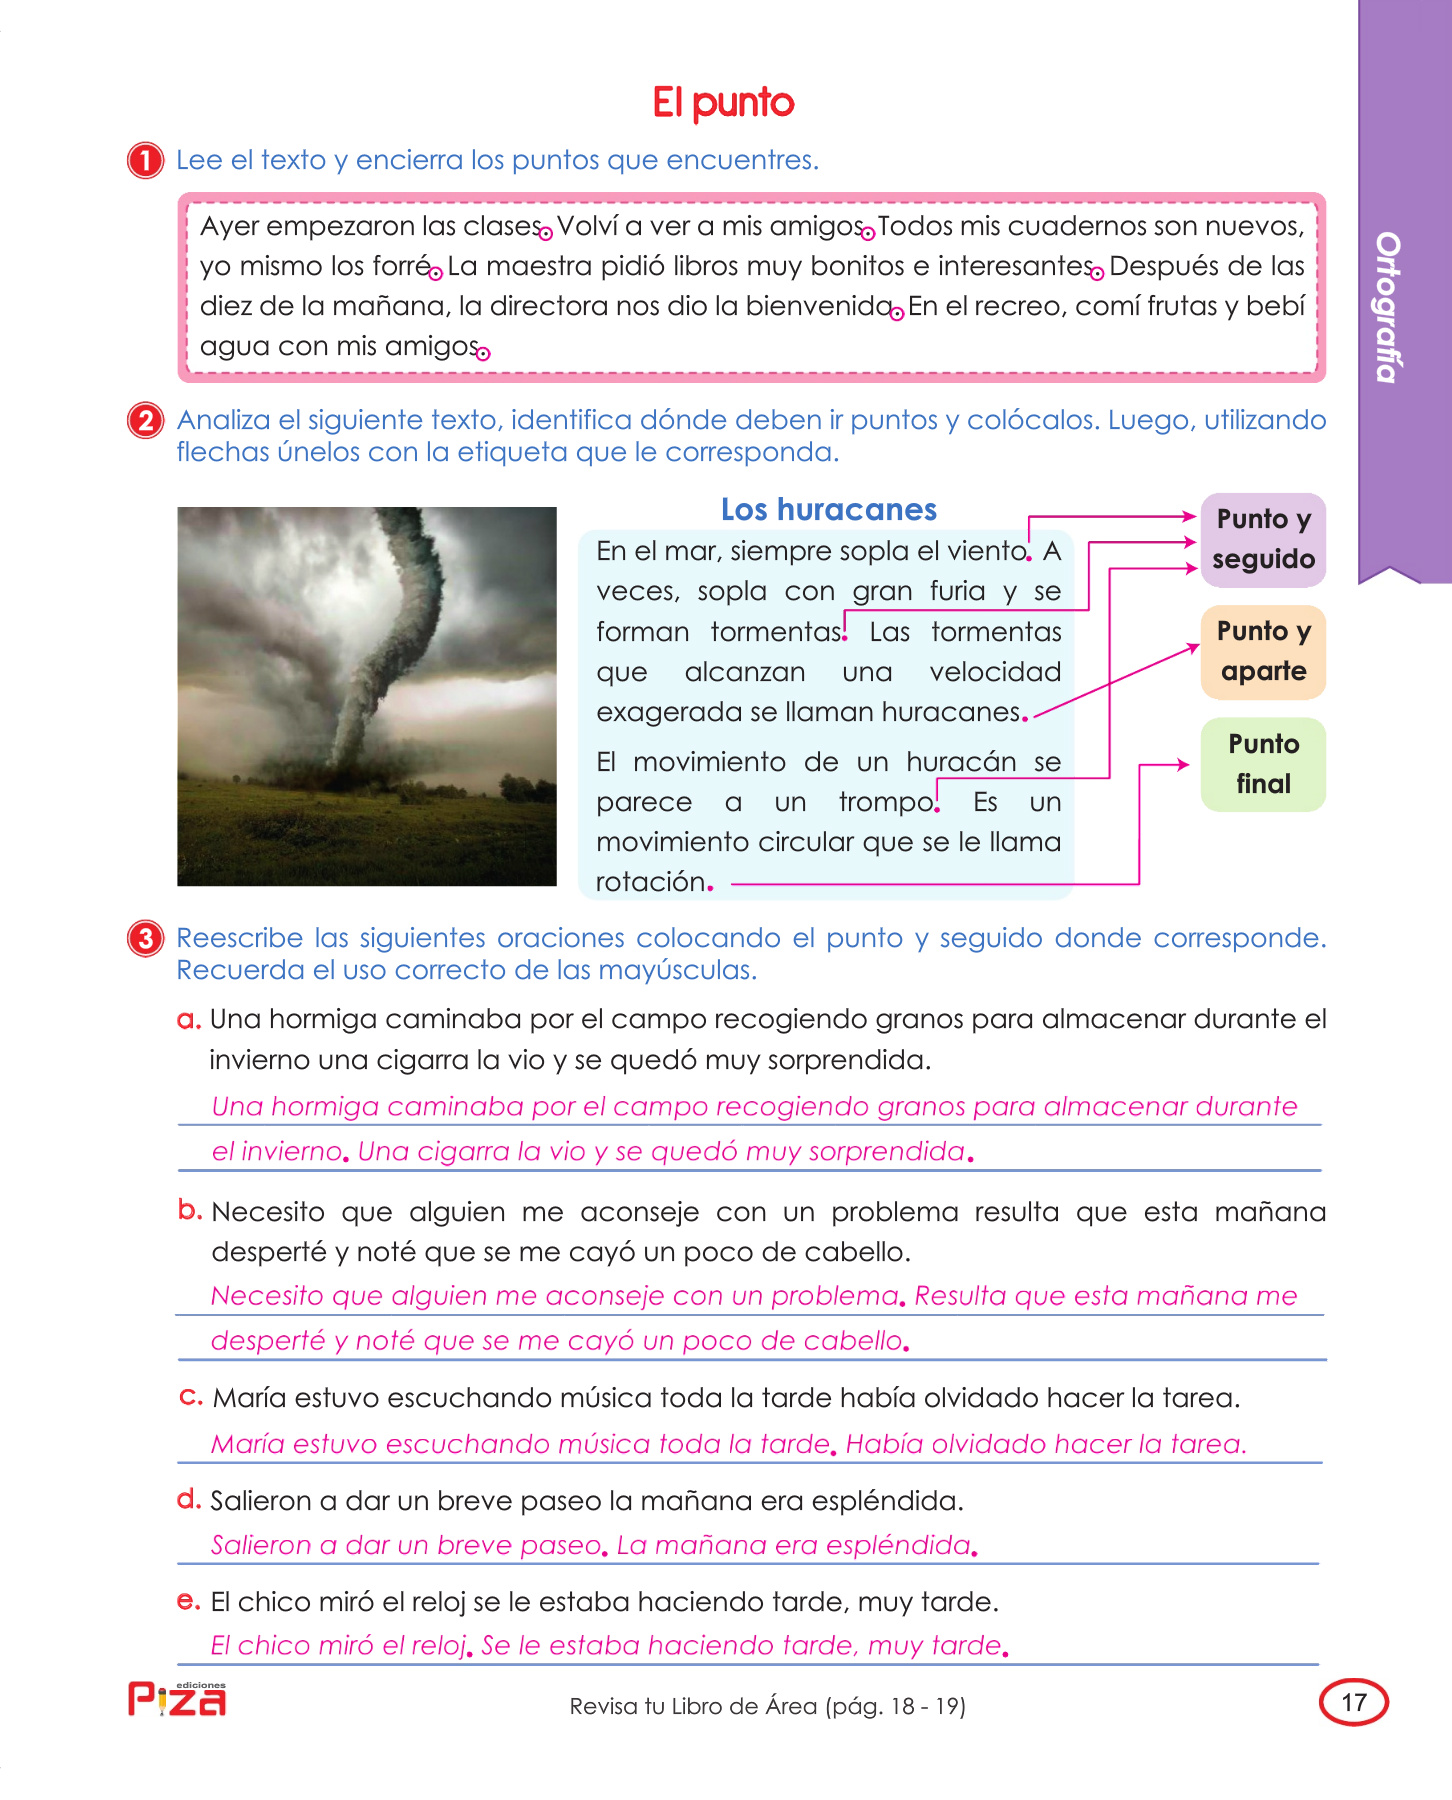 El punto
1 Lee el texto y encierra los puntos que encuentres.
Ayer empezaron las clases. Volví a ver a mis amigos. Todos mis cuadernos son nuevos,
yo mismo los forré. La maestra pidió libros muy bonitos e interesantes. Después de las
diez de la mañana, la directora nos dio la bienvenida. En el recreo, comí frutas y bebí
agua con mis amigos.
Ortografía
2 Analiza el siguiente texto, identifica dónde deben ir puntos y colócalos. Luego, utilizando
flechas únelos con la etiqueta que le corresponda.
Los huracanes
En el mar, siempre sopla el viento. A
veces, sopla con gran furia y se
forman tormentas. Las tormentas
que alcanzan una velocidad
exagerada se llaman huracanes.
El movimiento de un huracán se
parece a un trompo. Es un
movimiento circular que se le llama
rotación.
Punto y
seguido
Punto y
aparte
Punto
final
3 Reescribe las siguientes oraciones colocando el punto y seguido donde corresponde.
Recuerda el uso correcto de las mayúsculas.
a. Una hormiga caminaba por el campo recogiendo granos para almacenar durante el
invierno una cigarra la vio y se quedó muy sorprendida.
Una hormiga caminaba por el campo recogiendo granos para almacenar durante
el invierno. Una cigarra la vio y se quedó muy sorprendida.
b. Necesito que alguien me aconseje con un problema resulta que esta mañana
desperté y noté que se me cayó un poco de cabello.
Necesito que alguien me aconseje con un problema. Resulta que esta mañana me
desperté y noté que se me cayó un poco de cabello.
c. María estuvo escuchando música toda la tarde había olvidado hacer la tarea.
María estuvo escuchando música toda la tarde. Había olvidado hacer la tarea.
d. Salieron a dar un breve paseo la mañana era espléndida.
Salieron a dar un breve paseo. La mañana era espléndida.
e. El chico miró el reloj se le estaba haciendo tarde, muy tarde.
El chico miró el reloj. Se le estaba haciendo tarde, muy tarde.
ediciones
Piza
Revisa tu Libro de Área (pág. 18 - 19)
17